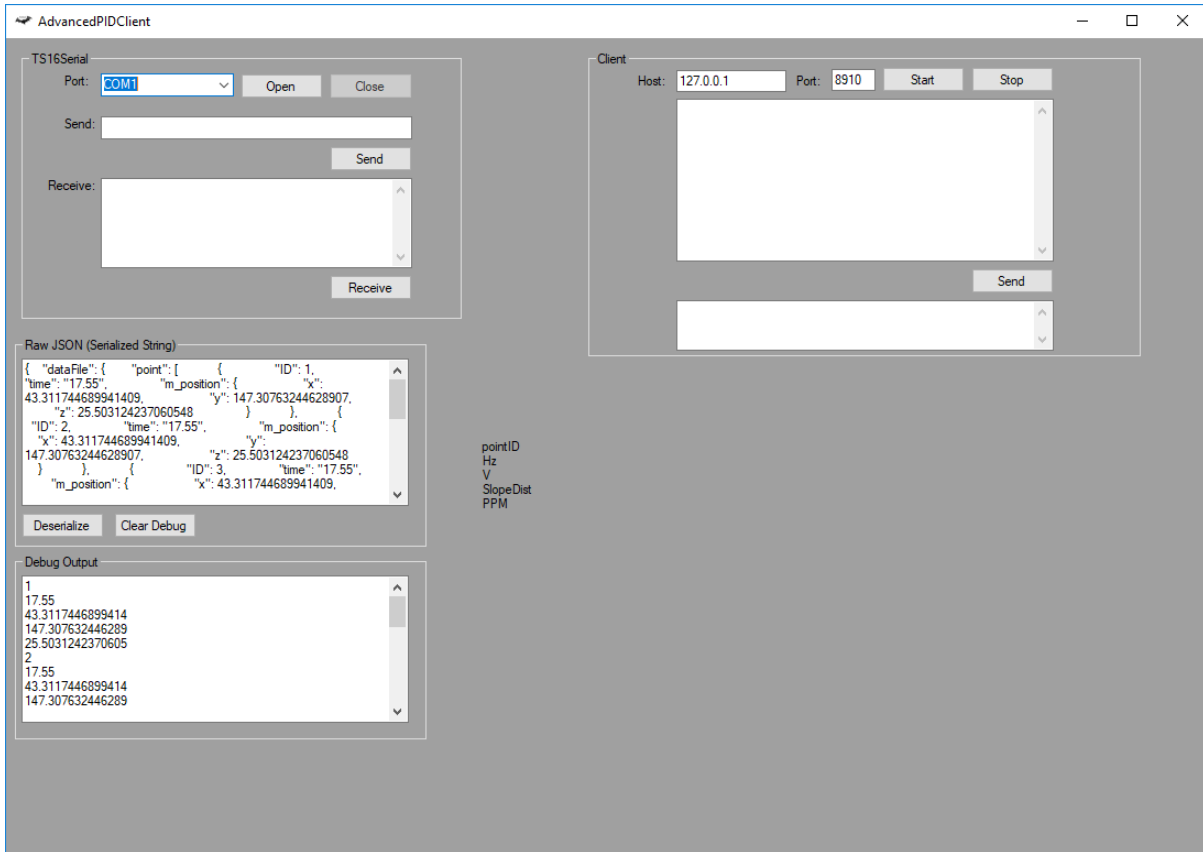 AdvancedPIDClient
TS16Serial
Port: COM1 Open Close
Send:
Send
Receive:
Receive
Client
Host: 127.0.0.1 Port: 8910 Start Stop
Send
Raw JSON (Serialized String)
{ "dataFile": { "point": [ { "ID": 1,
"time": "17.55", "m_position": { "x":
43.311744689941409, "y": 147.30763244628907,
"z": 25.503124237060548 } }, {
"ID": 2, "time": "17.55", "m_position": {
"x": 43.311744689941409, "y":
147.30763244628907, "z": 25.503124237060548
} }, { "ID": 3, "time": "17.55",
"m_position": { "x": 43.311744689941409,
Deserialize Clear Debug
pointID
Hz
V
SlopeDist
PPM
Debug Output
1
17.55
43.3117446899414
147.307632446289
25.5031242370605
2
17.55
43.3117446899414
147.307632446289